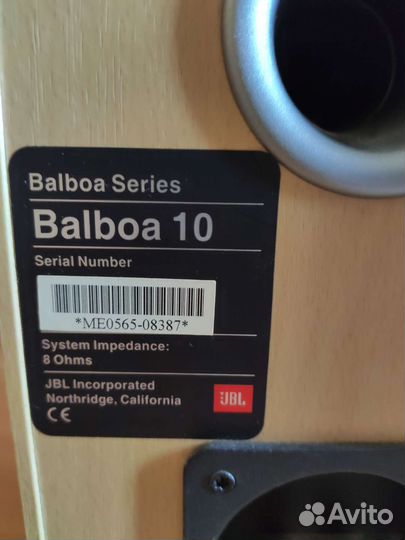 Balboa Series
Balboa 10
Serial Number
*ME0565-08387*
System Impedance:
8 Ohms
JBL Incorporated
Northridge, California
CE
JBL
Avito